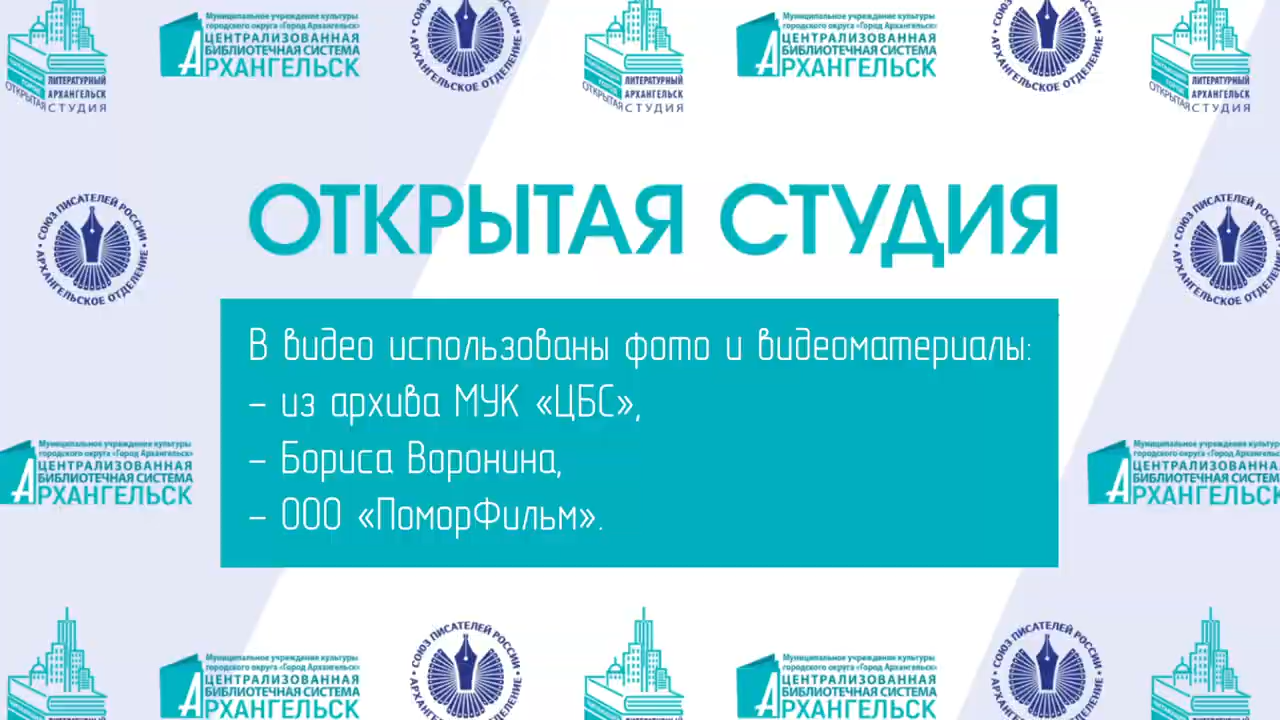 Муниципальное учреждение культуры
городского округа «Город Архангельск»
ЦЕНТРАЛИЗОВАННАЯ
БИБЛИОТЕЧНАЯ СИСТЕМА
АРХАНГЕЛЬСК
СОЮЗ ПИСАТЕЛЕЙ РОССИИ
АРХАНГЕЛЬСКОЕ ОТДЕЛЕНИЕ
ЛИТЕРАТУРНЫЙ
АРХАНГЕЛЬСК
ОТКРЫТАЯ СТУДИЯ
ОТКРЫТАЯ СТУДИЯ
В видео использованы фото и видеоматериалы:
– из архива МУК «ЦБС»,
– Бориса Воронина,
– ООО «ПоморФильм».